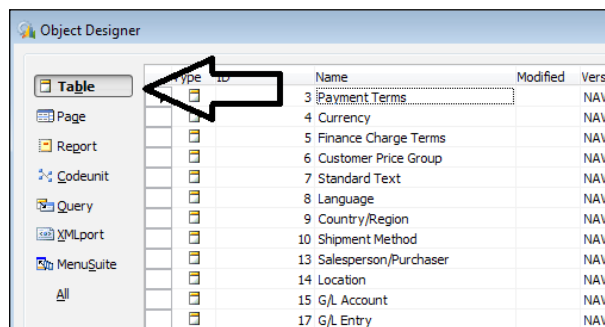 Object Designer
Type ID Name Modified Vers
Table
Page
Report
Codeunit
Query
XMLport
MenuSuite
All
3 Payment Terms NAV
4 Currency NAV
5 Finance Charge Terms NAV
6 Customer Price Group NAV
7 Standard Text NAV
8 Language NAV
9 Country/Region NAV
10 Shipment Method NAV
13 Salesperson/Purchaser NAV
14 Location NAV
15 G/L Account NAV
17 G/L Entry NAV